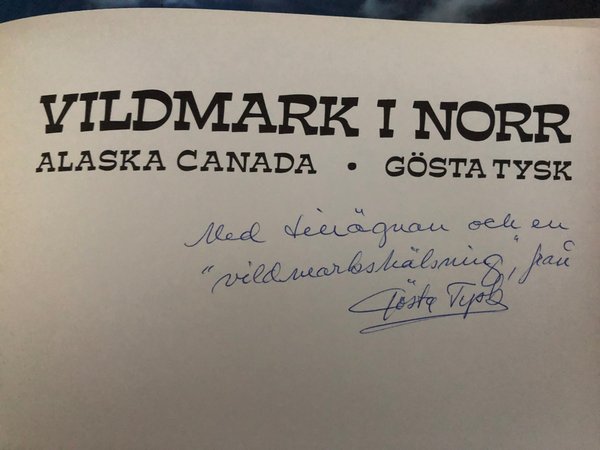 VILDMARK I NORR
ALASKA CANADA • GÖSTA TYSK
Med tillägnan och en
"vildmarkshälsning", från
Gösta Tysk